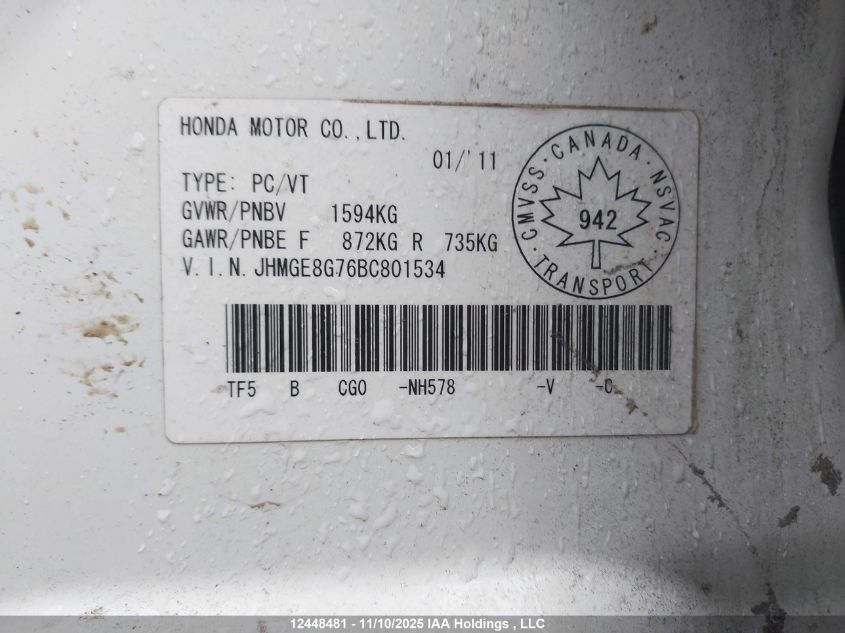 HONDA MOTOR CO.,LTD.
01/'11
TYPE: PC/VT
GVWR/PNBV 1594KG
GAWR/PNBE F 872KG R 735KG
V.I.N. JHMGE8G76BC801534
CMVSS · CANADA · NSVAC
942
· TRANSPORT ·
TF5 B CG0 -NH578 -V -C
12448481 - 11/10/2025 IAA Holdings , LLC